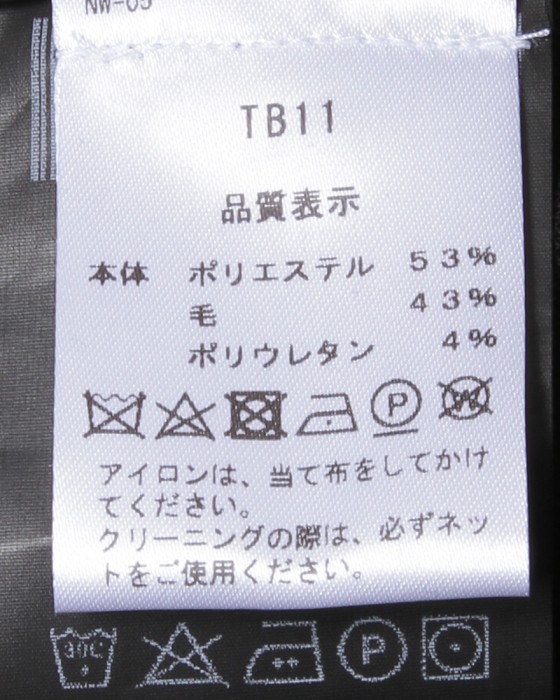 NW-05
TB11
品質表示
本体 ポリエステル 53%
毛 43%
ポリウレタン 4%
P W
アイロンは、当て布をしてかけ
てください。
クリーニングの際は、必ずネッ
トをご使用ください。
30C P